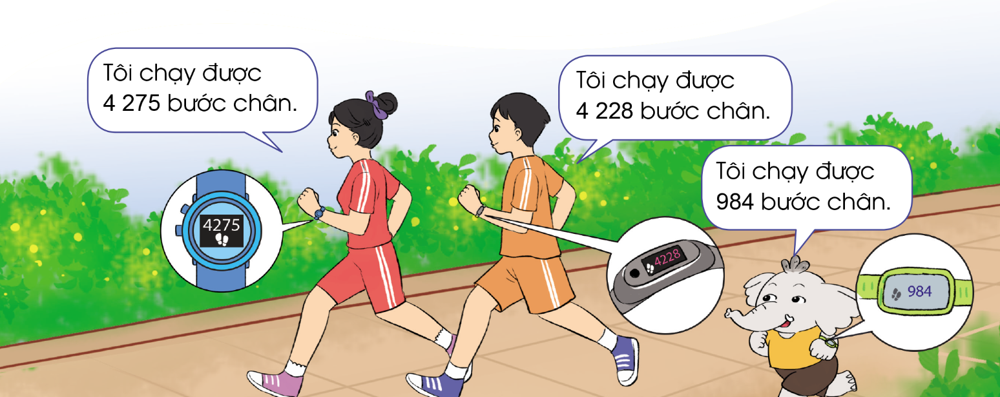 Tôi chạy được
4 275 bước chân.
Tôi chạy được
4 228 bước chân.
Tôi chạy được
984 bước chân.
4275
4228
984